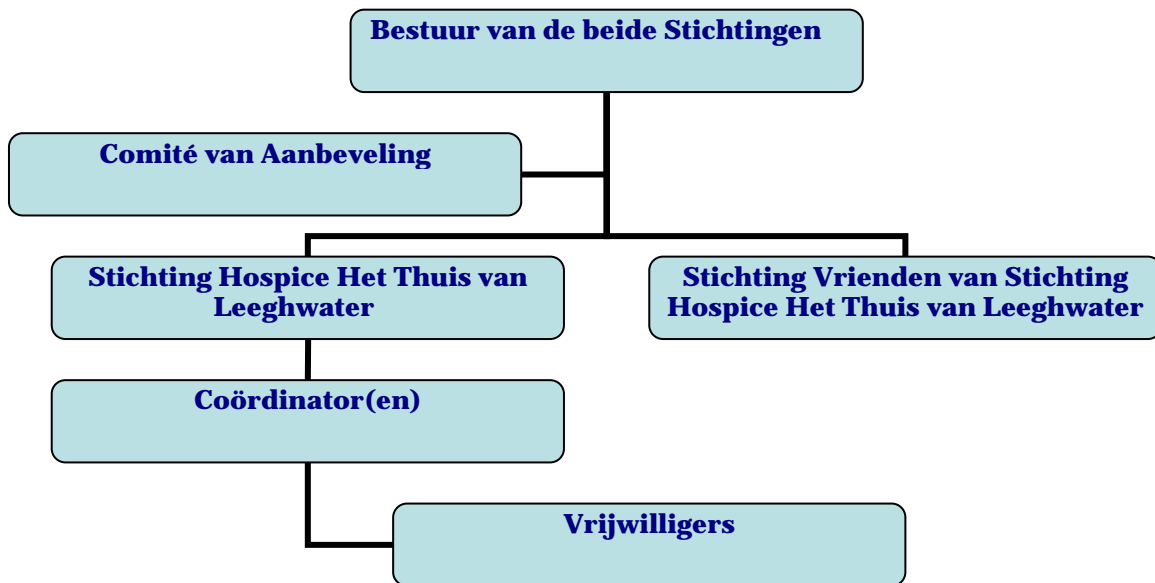 Bestuur van de beide Stichtingen
Comité van Aanbeveling
Stichting Hospice Het Thuis van
Leeghwater
Stichting Vrienden van Stichting
Hospice Het Thuis van Leeghwater
Coördinator(en)
Vrijwilligers